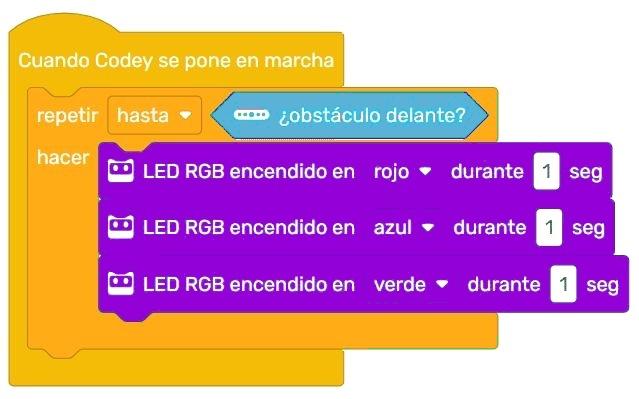 Cuando Codey se pone en marcha
repetir hasta ¿obstáculo delante?
hacer
LED RGB encendido en rojo durante 1 seg
LED RGB encendido en azul durante 1 seg
LED RGB encendido en verde durante 1 seg